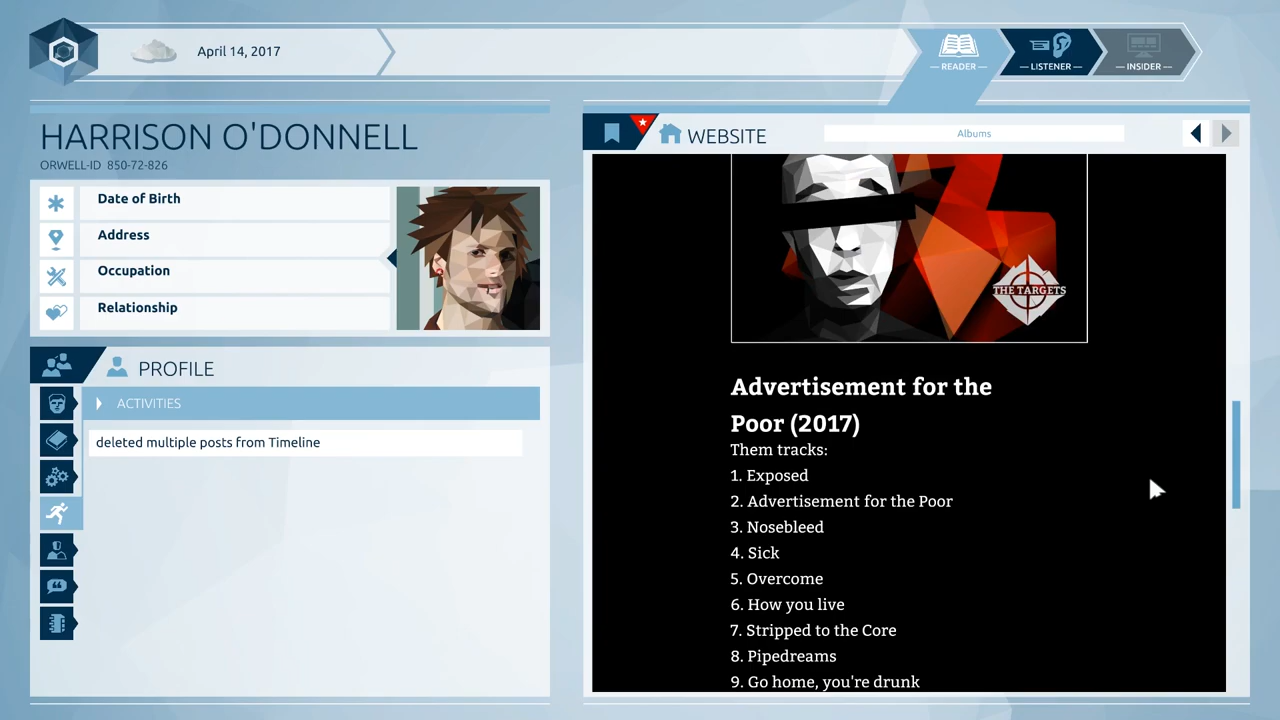 April 14, 2017
— READER —
— LISTENER —
— INSIDER —
HARRISON O'DONNELL
ORWELL-ID 850-72-826
Date of Birth
Address
Occupation
Relationship
PROFILE
ACTIVITIES
deleted multiple posts from Timeline
WEBSITE
Albums
THE TARGETS
Advertisement for the
Poor (2017)
Them tracks:
1. Exposed
2. Advertisement for the Poor
3. Nosebleed
4. Sick
5. Overcome
6. How you live
7. Stripped to the Core
8. Pipedreams
9. Go home, you're drunk